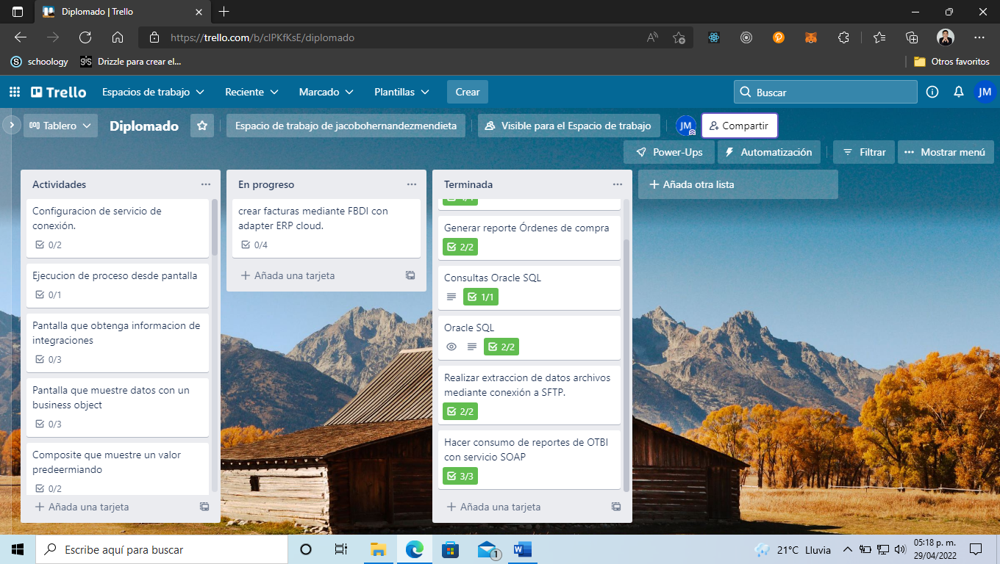 Diplomado | Trello
https://trello.com/b/cIPKfKsE/diplomado
schoology
gis
Drizzle para crear el...
Otros favoritos
Trello
Espacios de trabajo
Reciente
Marcado
Plantillas
Crear
Buscar
JM
Tablero
Diplomado
Espacio de trabajo de jacobohernandezmendieta
Visible para el Espacio de trabajo
JM
Compartir
Power-Ups
Automatización
Filtrar
Mostrar menú
Actividades
Configuracion de servicio de
conexión.
0/2
Ejecucion de proceso desde pantalla
0/1
Pantalla que obtenga informacion de
integraciones
0/3
Pantalla que muestre datos con un
business object
0/3
Composite que muestre un valor
predeermiando
0/2
Añada una tarjeta
En progreso
crear facturas mediante FBDI con
adapter ERP cloud.
0/4
Añada una tarjeta
Terminada
Generar reporte Órdenes de compra
2/2
Consultas Oracle SQL
1/1
Oracle SQL
2/2
Realizar extraccion de datos archivos
mediante conexión a SFTP.
2/2
Hacer consumo de reportes de OTBI
con servicio SOAP
3/3
Añada una tarjeta
Añada otra lista
Escribe aquí para buscar
1
21°C Lluvia
05:18 p. m.
29/04/2022